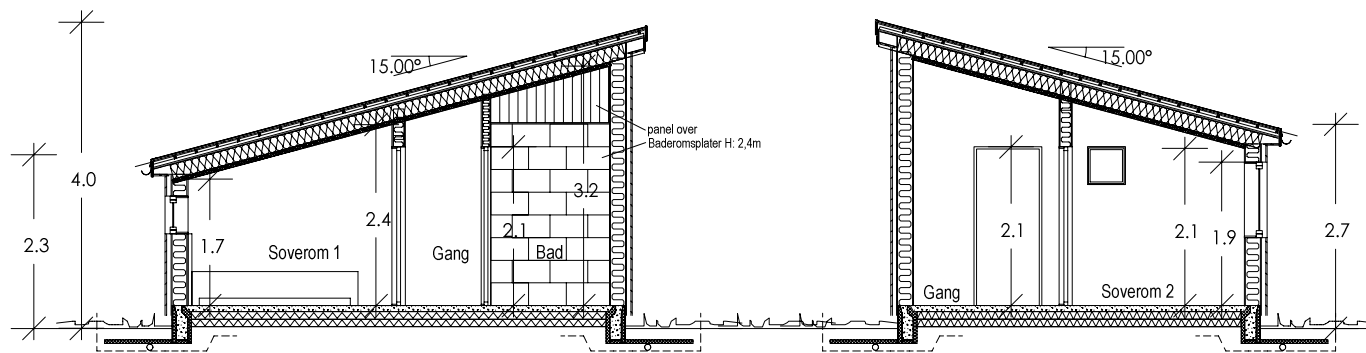 15.00°
15.00°
panel over
Baderomsplater H: 2,4m
4.0
3.2
2.4
2.1
2.3
1.7
Soverom 1
Gang
Bad
2.1
2.1
1.9
2.7
Gang
Soverom 2